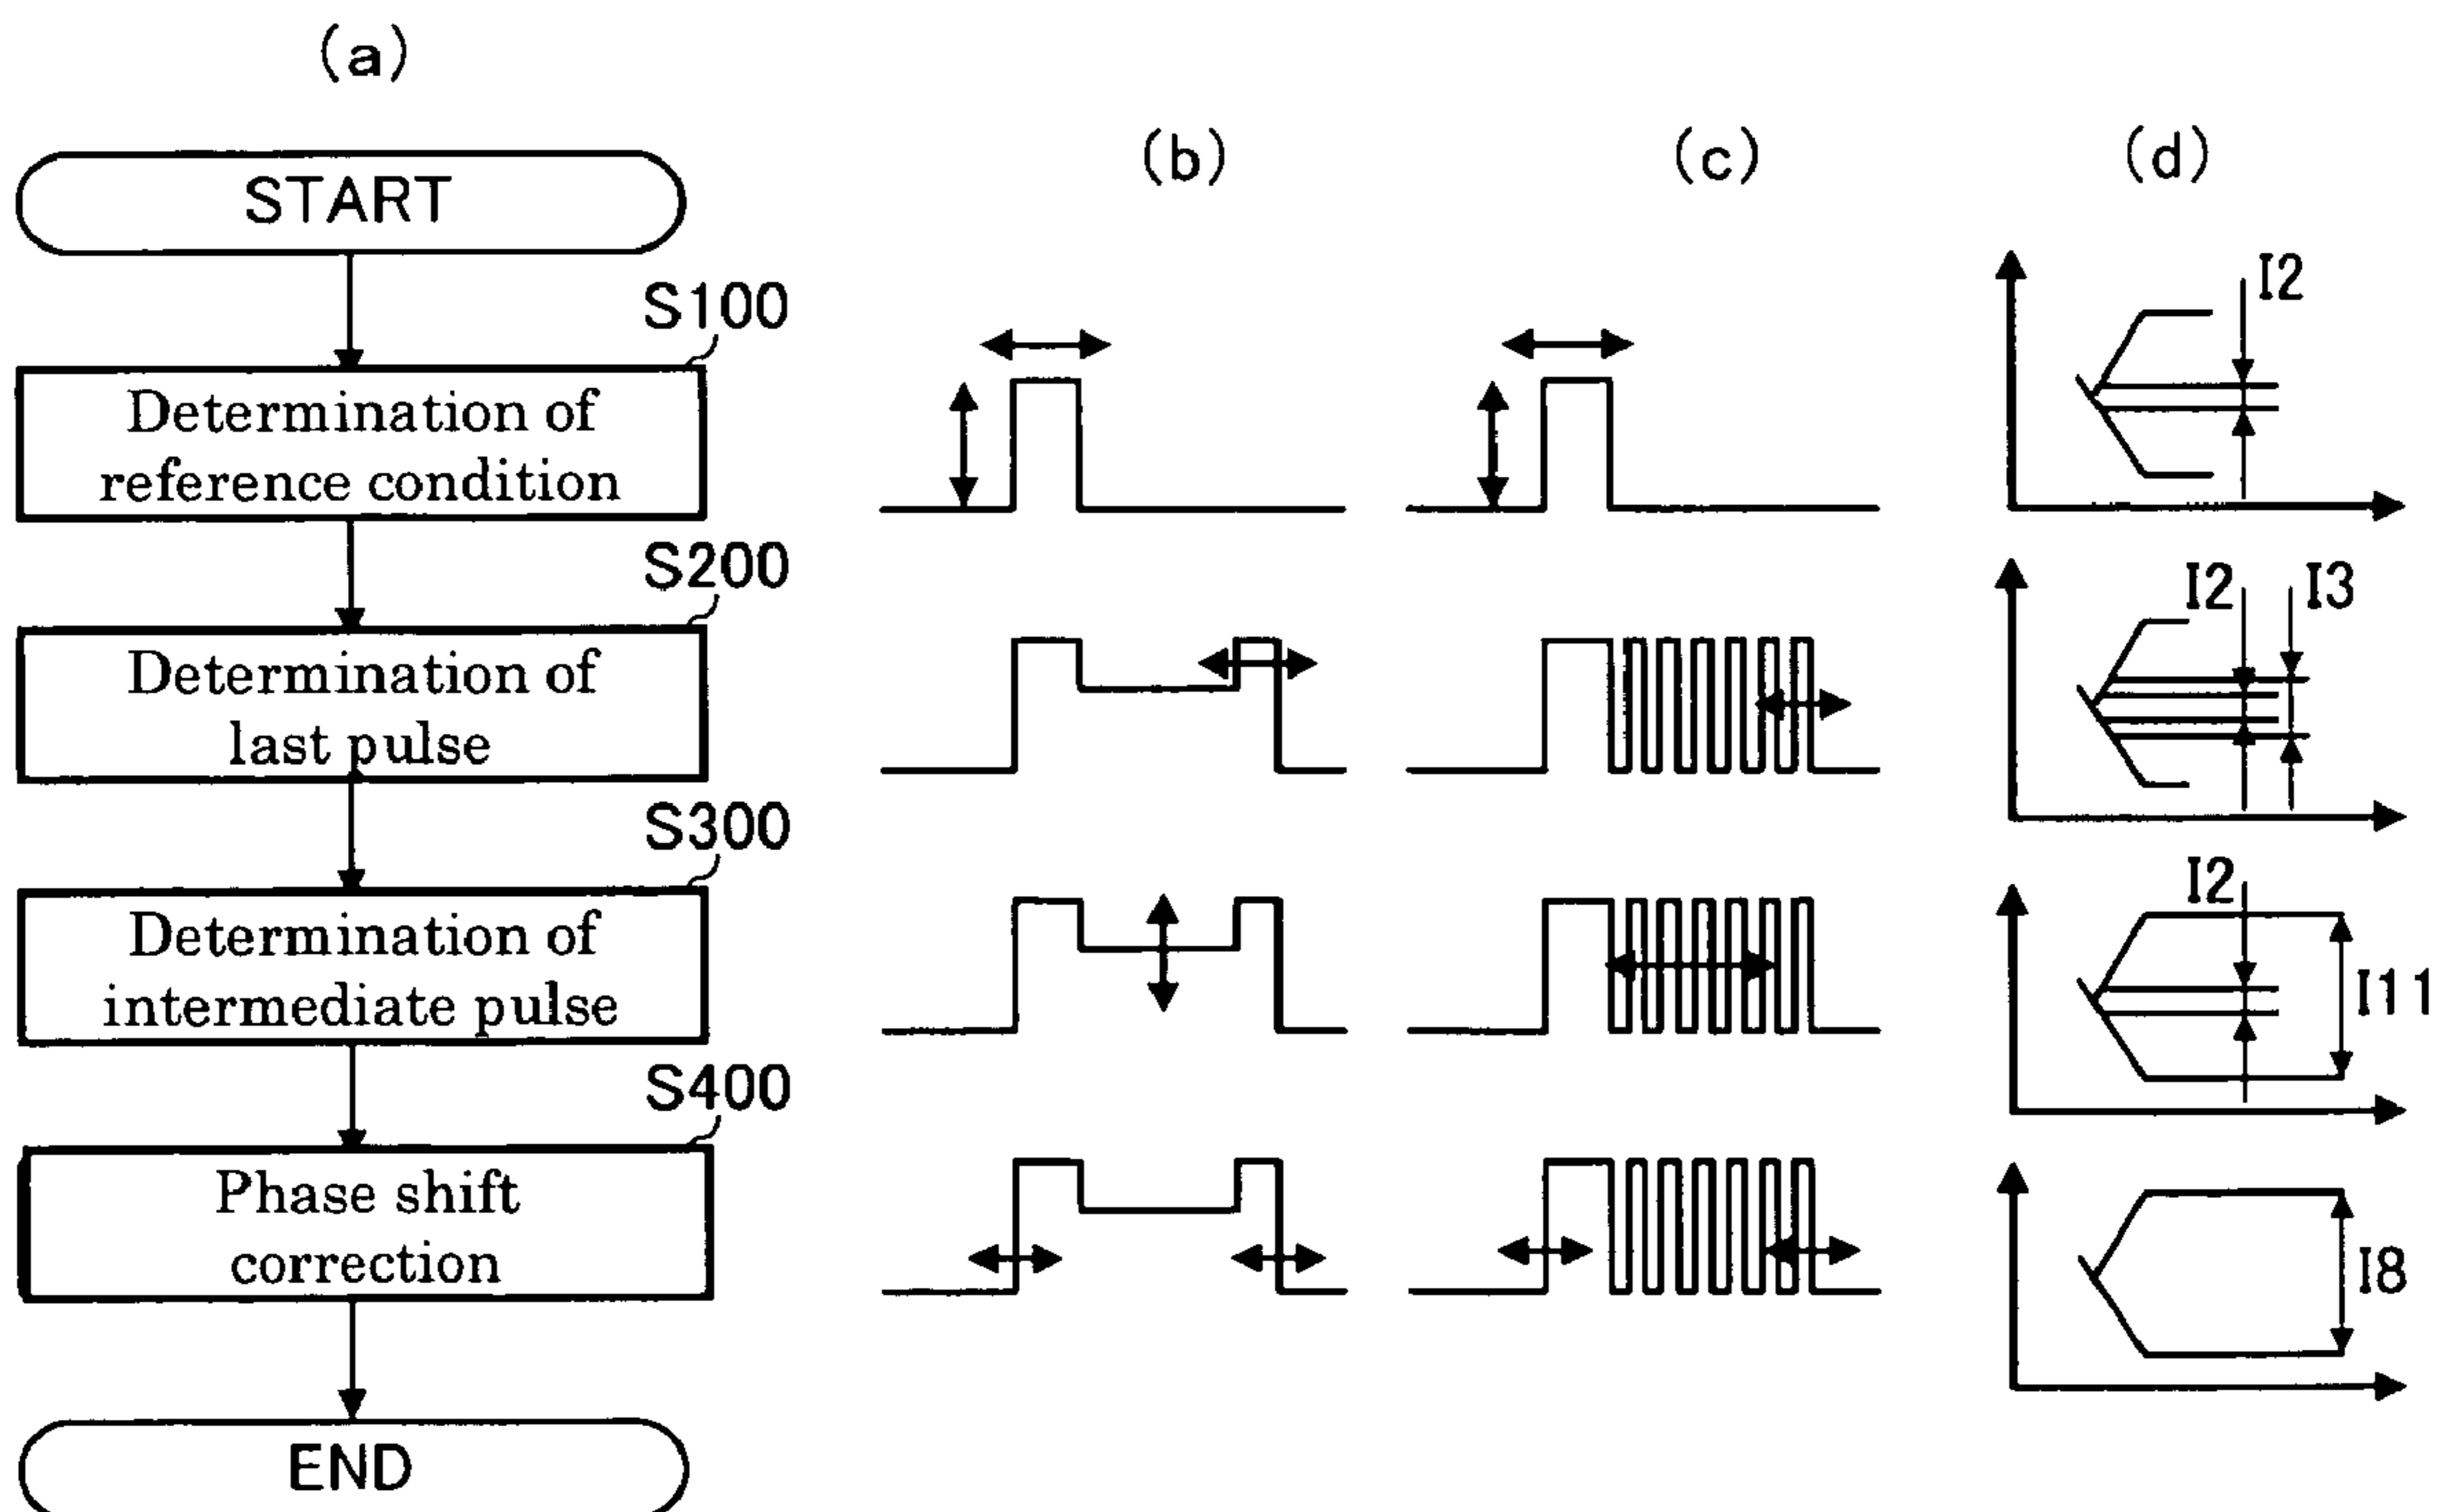 (a)
(b)
(c)
(d)
START
S100
Determination of
reference condition
I2
S200
Determination of
last pulse
I2
I3
S300
Determination of
intermediate pulse
I2
I11
S400
Phase shift
correction
I8
END